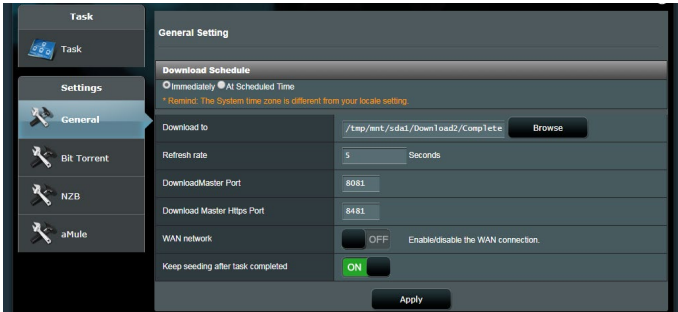 Task
Task
Settings
General
Bit Torrent
NZB
aMule
General Setting
Download Schedule
Immediately At Scheduled Time
* Remind: The System time zone is different from your locale setting.
Download to /tmp/mnt/sda1/Download2/Complete Browse
Refresh rate 5 Seconds
DownloadMaster Port 8081
Download Master Https Port 8481
WAN network OFF Enable/disable the WAN connection.
Keep seeding after task completed ON
Apply